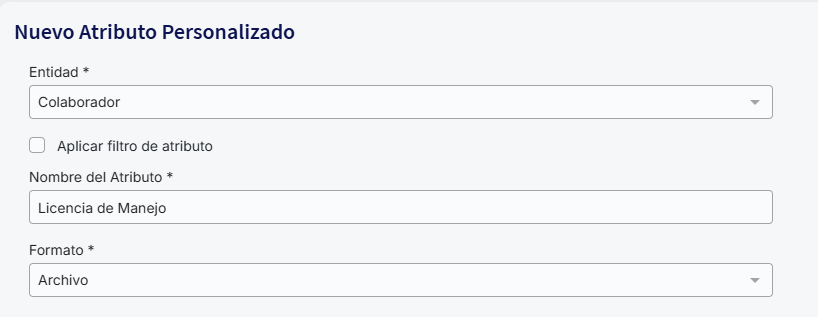 Nuevo Atributo Personalizado
Entidad *
Colaborador
Aplicar filtro de atributo
Nombre del Atributo *
Licencia de Manejo
Formato *
Archivo